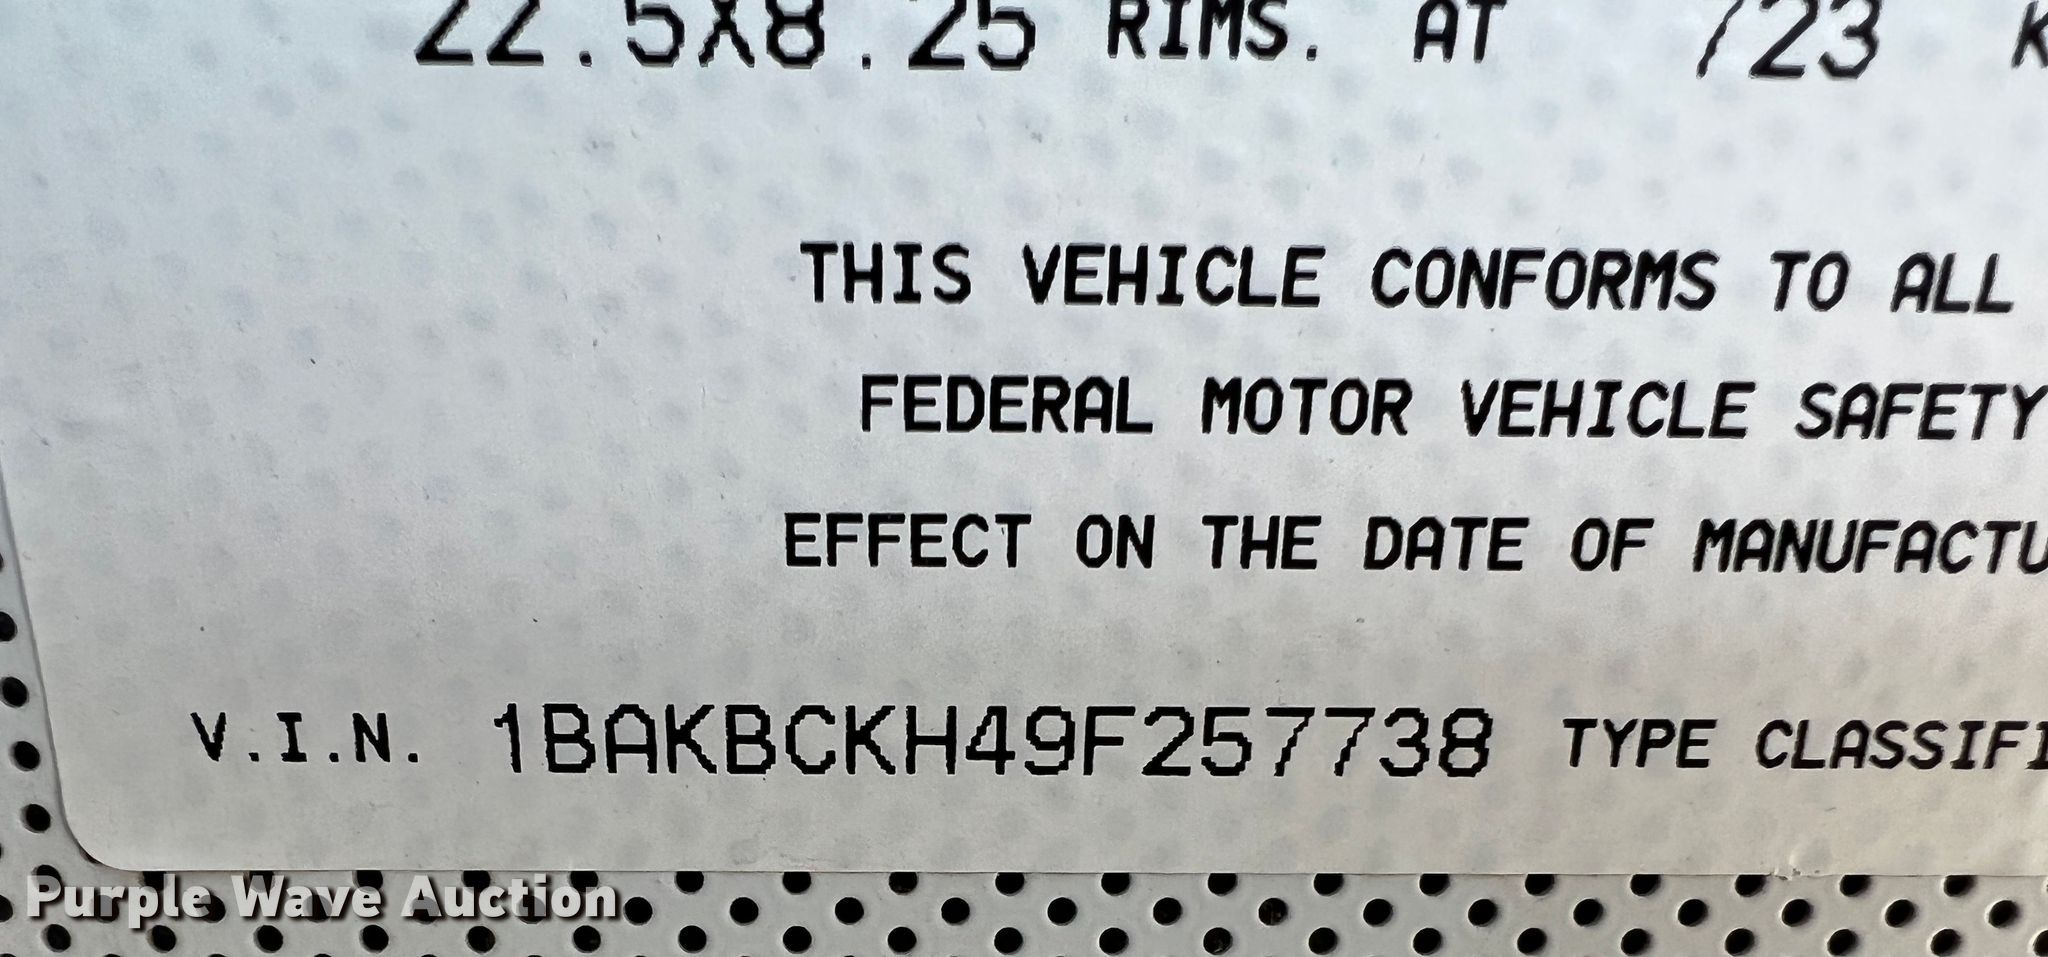 22.5X8.25 RIMS. AT 723 K
THIS VEHICLE CONFORMS TO ALL
FEDERAL MOTOR VEHICLE SAFETY
EFFECT ON THE DATE OF MANUFACTU
V.I.N. 1BAKBCKH49F257738 TYPE CLASSIFI
Purple Wave Auction